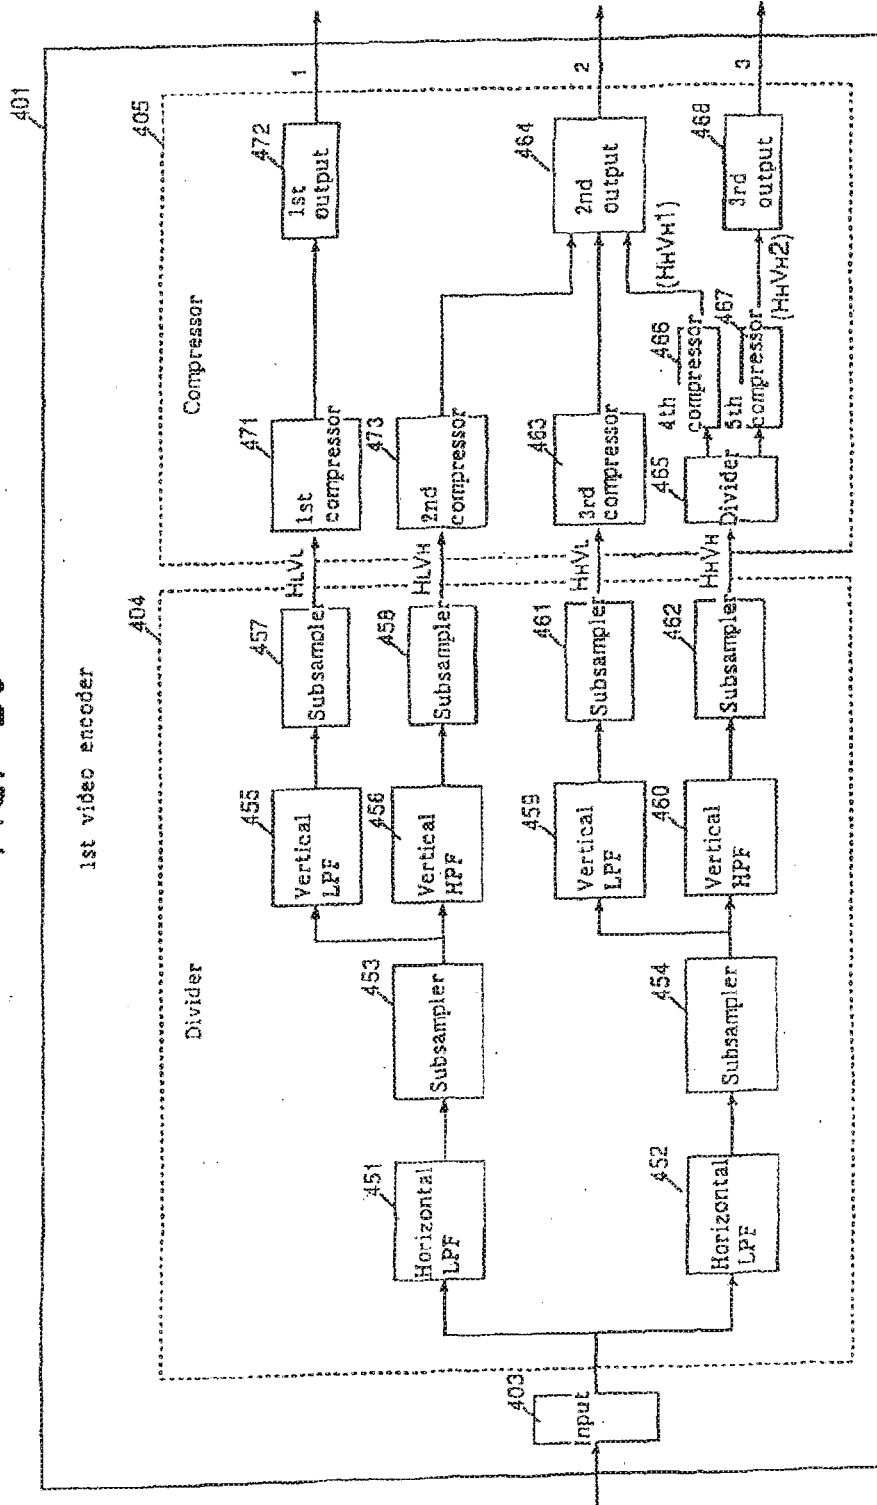 401
1st video encoder
404
Divider
405
Compressor
403
Input
451
Horizontal
LPF
453
Subsampler
455
Vertical
LPF
457
Subsampler
HLVL
471
1st
compressor
472
1st
output
1
456
Vertical
HPF
458
Subsampler
HLVH
473
2nd
compressor
452
Horizontal
LPF
454
Subsampler
459
Vertical
LPF
461
Subsampler
HHVL
463
3rd
compressor
464
2nd
output
2
460
Vertical
HPF
462
Subsampler
HHVH
465
Divider
466
4th
compressor
(HHVH1)
467
5th
compressor
(HHVH2)
468
3rd
output
3